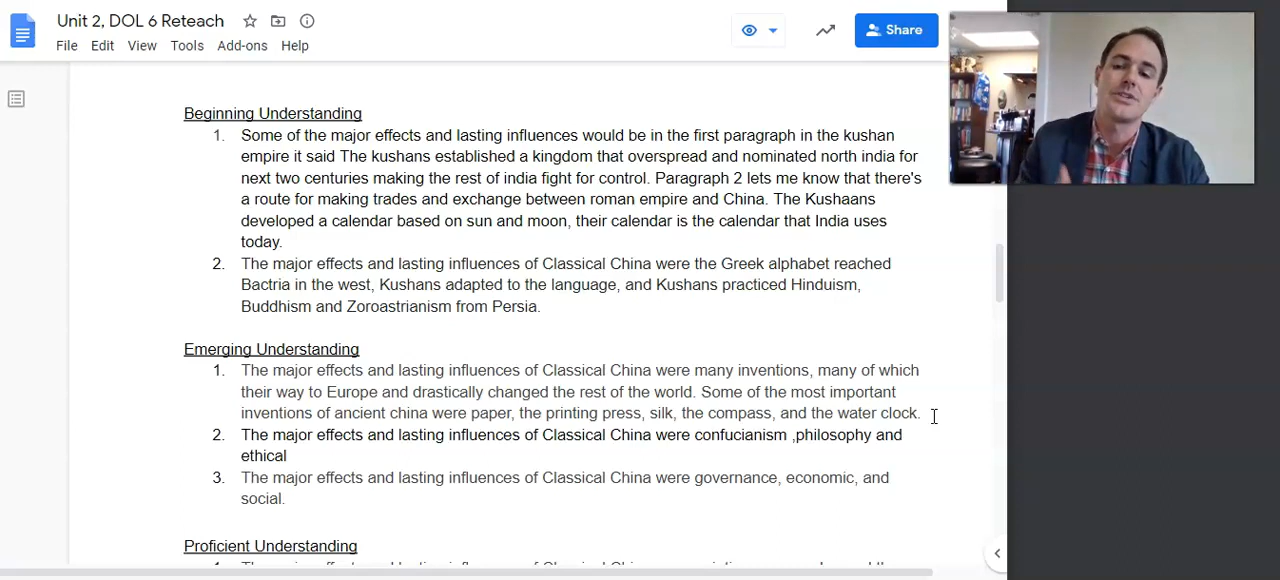 Unit 2, DOL 6 Reteach
File Edit View Tools Add-ons Help
Share
Beginning Understanding
1. Some of the major effects and lasting influences would be in the first paragraph in the kushan
empire it said The kushans established a kingdom that overspread and nominated north india for
next two centuries making the rest of india fight for control. Paragraph 2 lets me know that there's
a route for making trades and exchange between roman empire and China. The Kushaans
developed a calendar based on sun and moon, their calendar is the calendar that India uses
today.
2. The major effects and lasting influences of Classical China were the Greek alphabet reached
Bactria in the west, Kushans adapted to the language, and Kushans practiced Hinduism,
Buddhism and Zoroastrianism from Persia.
Emerging Understanding
1. The major effects and lasting influences of Classical China were many inventions, many of which
their way to Europe and drastically changed the rest of the world. Some of the most important
inventions of ancient china were paper, the printing press, silk, the compass, and the water clock.
2. The major effects and lasting influences of Classical China were confucianism ,philosophy and
ethical
3. The major effects and lasting influences of Classical China were governance, economic, and
social.
Proficient Understanding